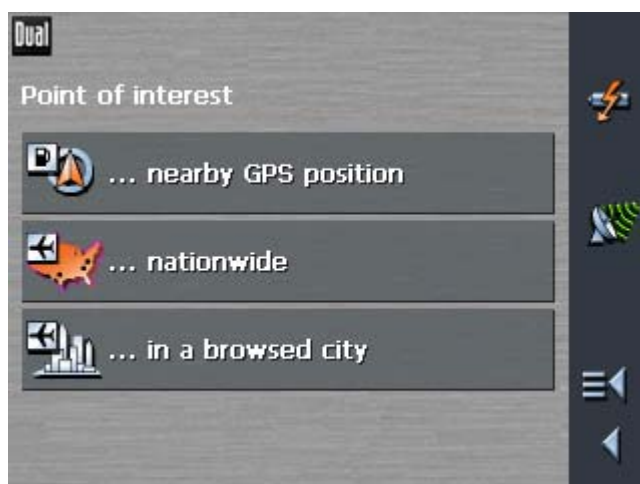 Dual
Point of interest
... nearby GPS position
... nationwide
... in a browsed city